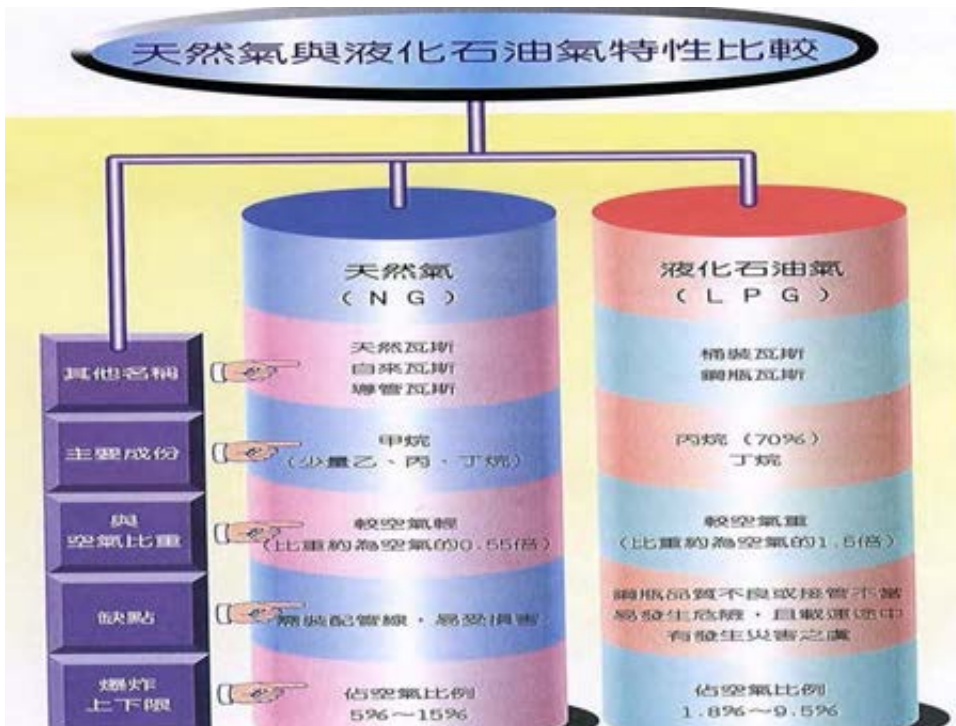 天然氣與液化石油氣特性比較
天然氣
(NG)
液化石油氣
(LPG)
其他名稱
天然瓦斯
自來瓦斯
導管瓦斯
桶裝瓦斯
鋼瓶瓦斯
主要成份
甲烷
(少量乙、丙、丁烷)
丙烷 (70%)
丁烷
與
空氣比重
較空氣輕
(比重約為空氣的0.55倍)
較空氣重
(比重約為空氣的1.5倍)
缺點
需裝配管線,易受損害
鋼瓶品質不良或接管不當
易發生危險,且載運途中
有發生災害之虞
爆炸
上下限
佔空氣比例
5%~15%
佔空氣比例
1.8%~9.5%